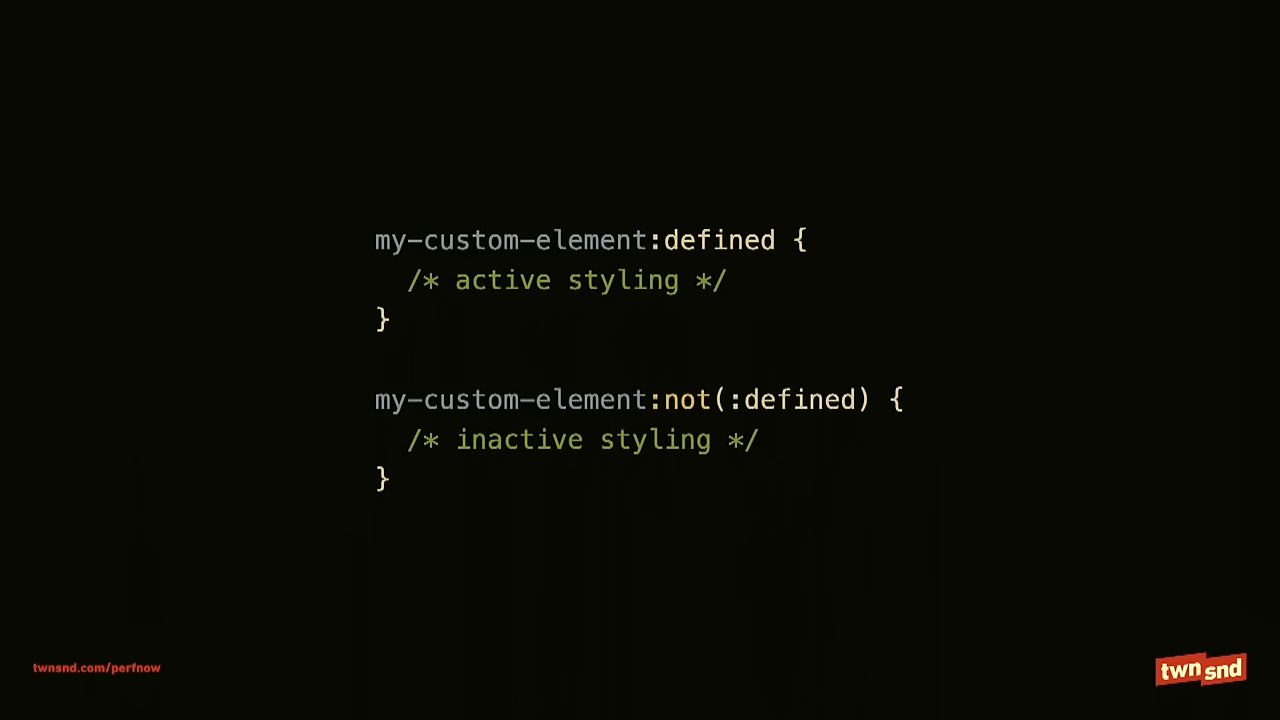 my-custom-element:defined {
/* active styling */
}
my-custom-element:not(:defined) {
/* inactive styling */
}
twnsnd.com/perfnow
twn snd